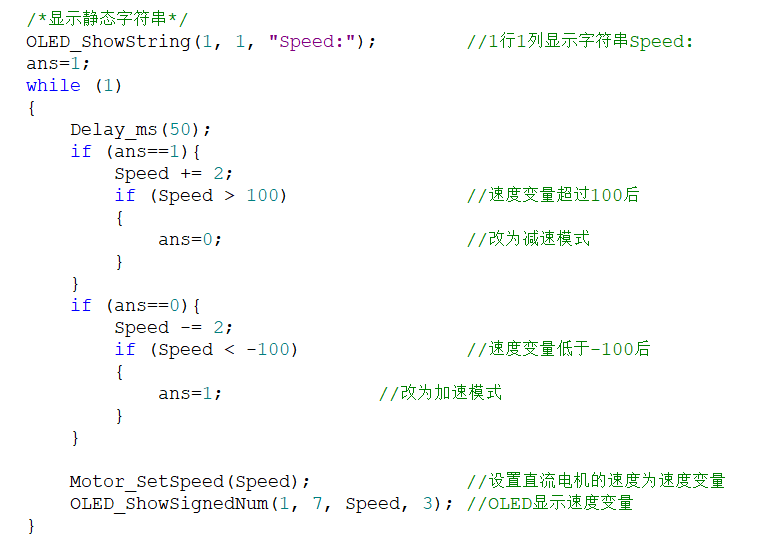 /*显示静态字符串*/
OLED_ShowString(1, 1, "Speed:");        //1行1列显示字符串Speed:
ans=1;
while (1)
{
    Delay_ms(50);
    if (ans==1){
        Speed += 2;
        if (Speed > 100)                //速度变量超过100后
        {
            ans=0;                      //改为减速模式
        }
    }
    if (ans==0){
        Speed -= 2;
        if (Speed < -100)               //速度变量低于-100后
        {
            ans=1;              //改为加速模式
        }
    }
    Motor_SetSpeed(Speed);              //设置直流电机的速度为速度变量
    OLED_ShowSignedNum(1, 7, Speed, 3); //OLED显示速度变量
}